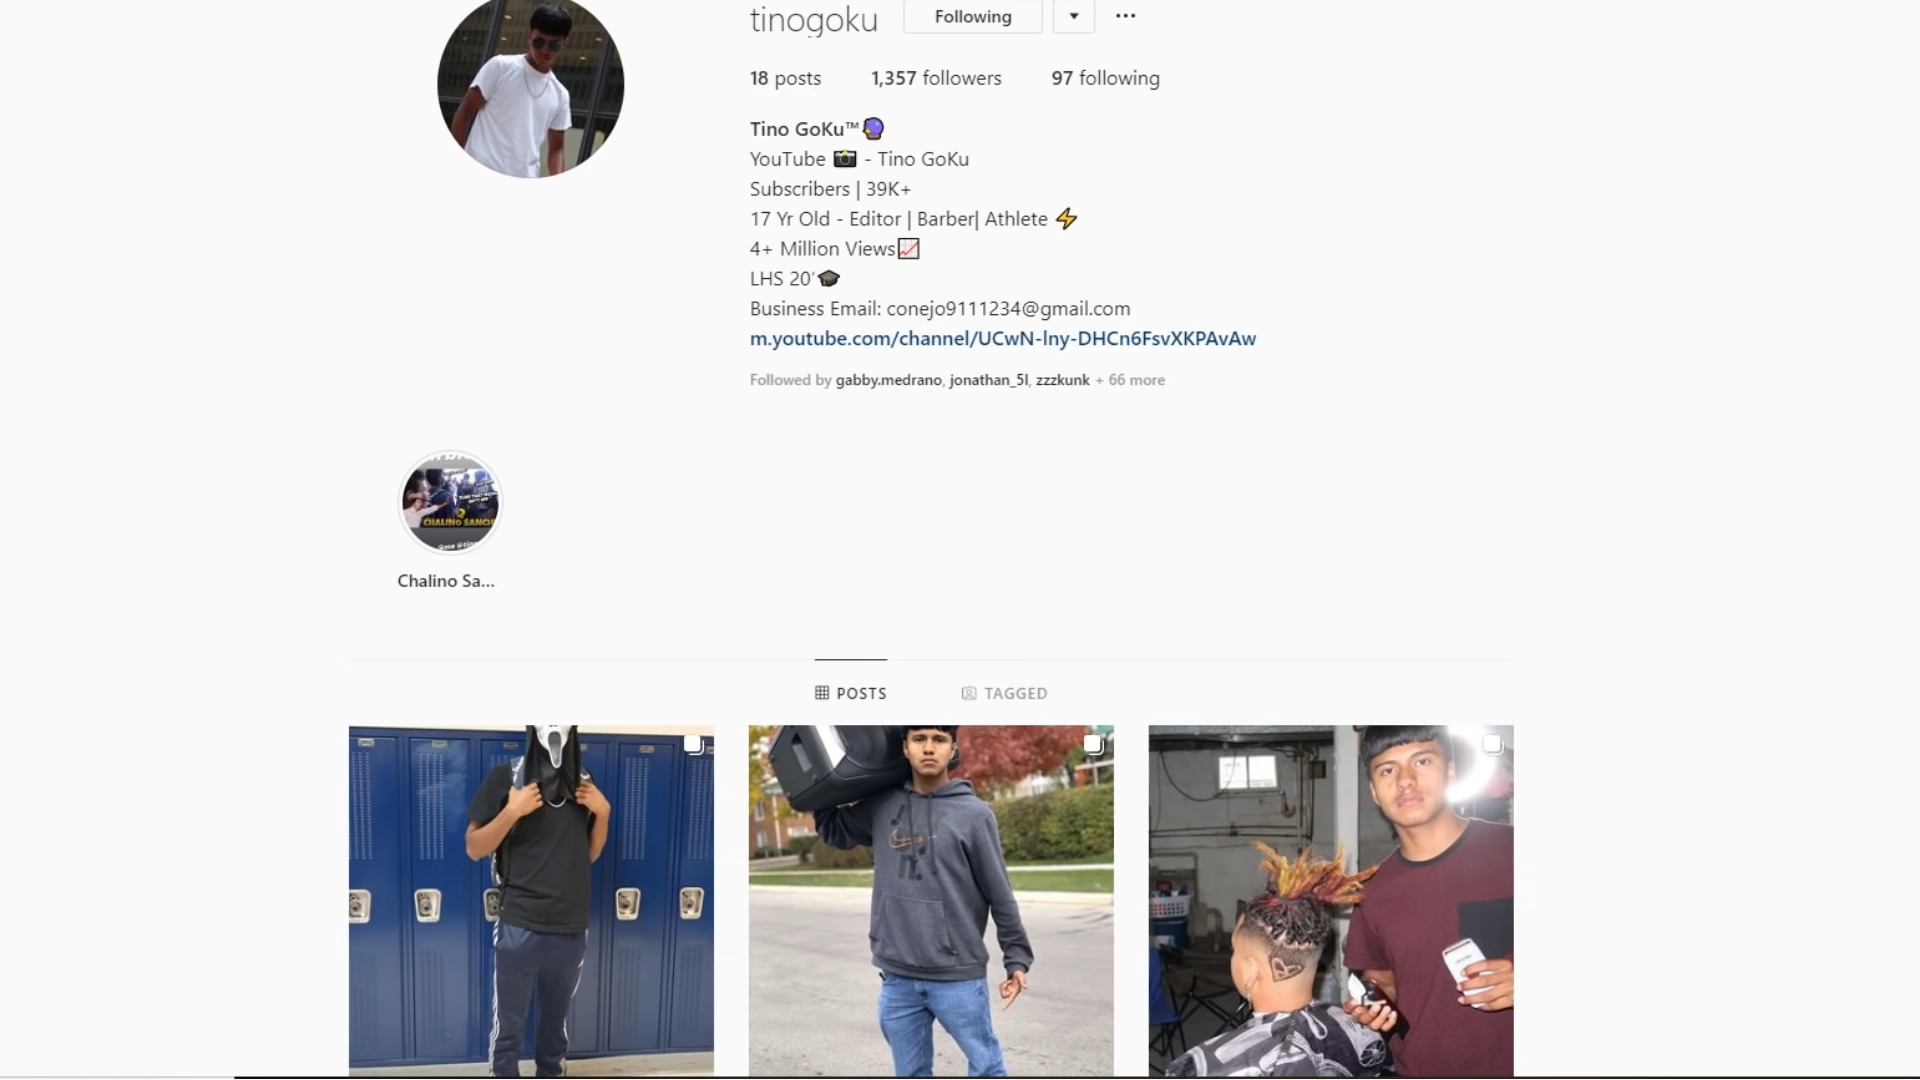 tinogoku Following
18 posts 1,357 followers 97 following
Tino GoKu™🔮
YouTube 📸 - Tino GoKu
Subscribers | 39K+
17 Yr Old - Editor | Barber| Athlete ⚡
4+ Million Views📈
LHS 20'🎓
Business Email: conejo9111234@gmail.com
m.youtube.com/channel/UCwN-lny-DHCn6FsvXKPAvAw
Followed by gabby.medrano, jonathan_5l, zzzkunk + 66 more
CHALINO SANCH
Chalino Sa...
POSTS TAGGED